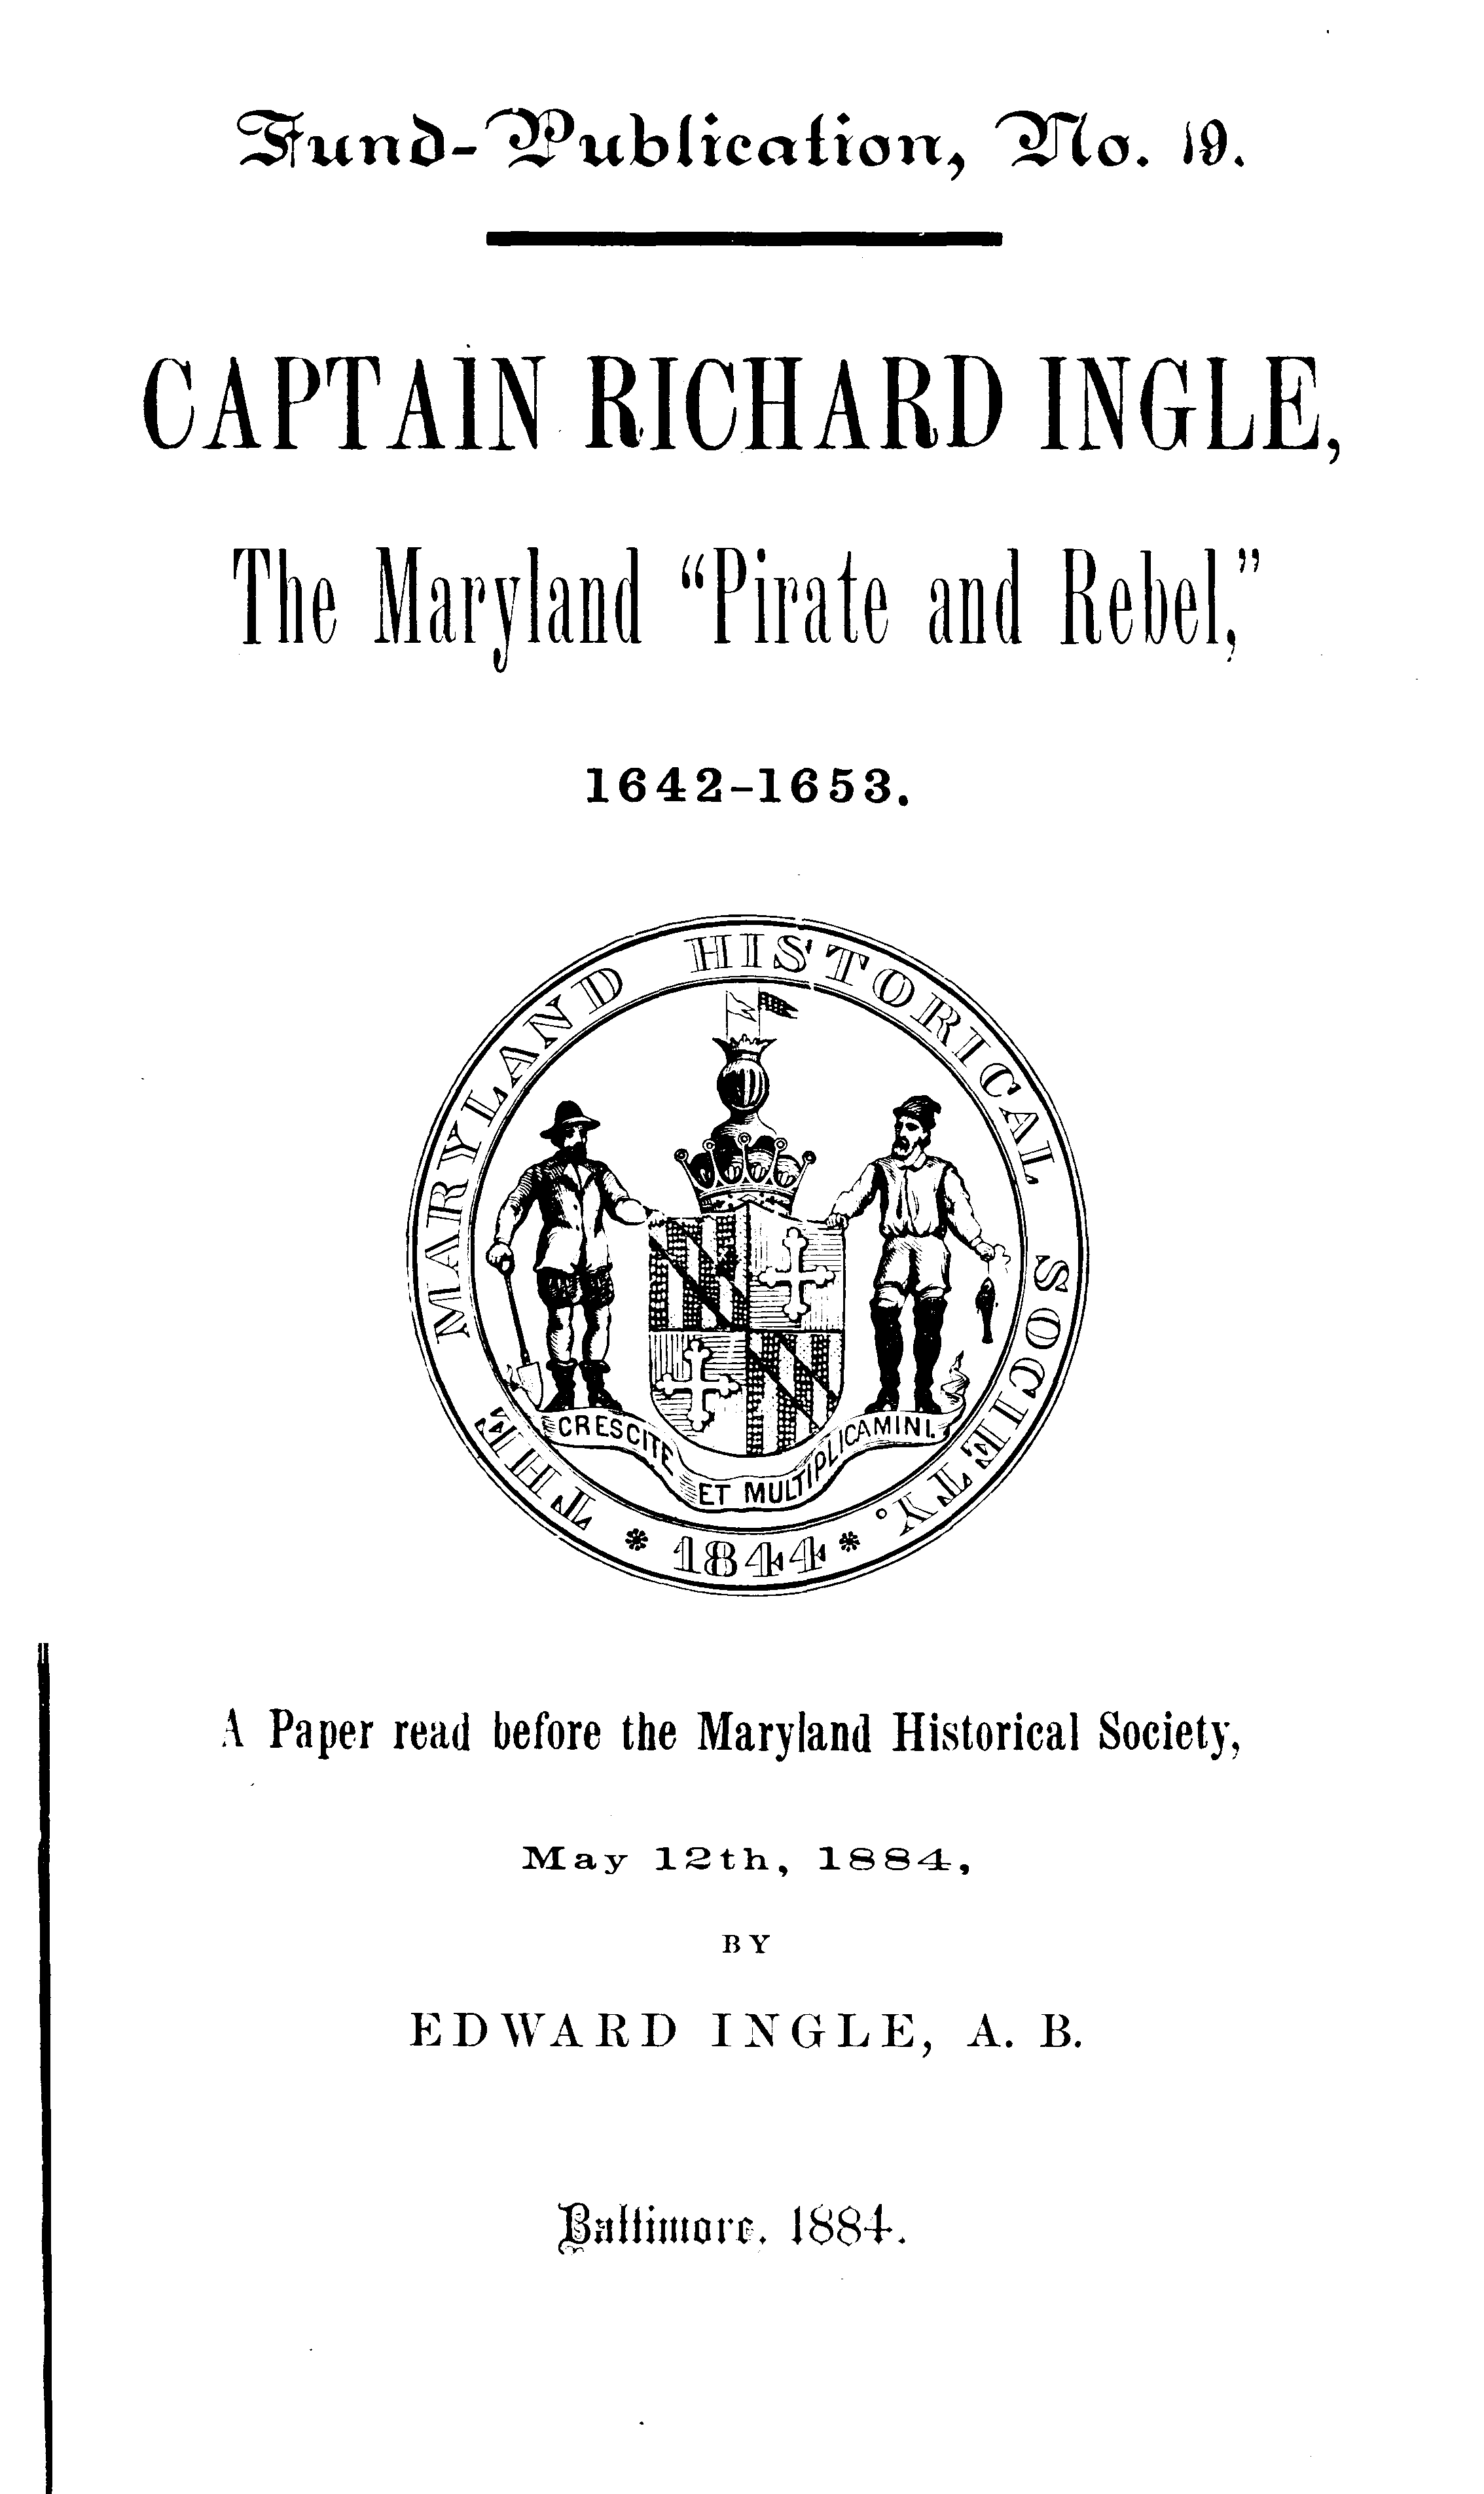 Fund-Publication, No. 19.
CAPTAIN RICHARD INGLE,
The Maryland “Pirate and Rebel,”
1642–1653.
THE MARYLAND HISTORICAL SOCIETY.
* 1844 *
CRESCITE ET MULTIPLICAMINI.
A Paper read before the Maryland Historical Society,
May 12th, 1884,
BY
EDWARD INGLE, A. B.
Baltimore, 1884.